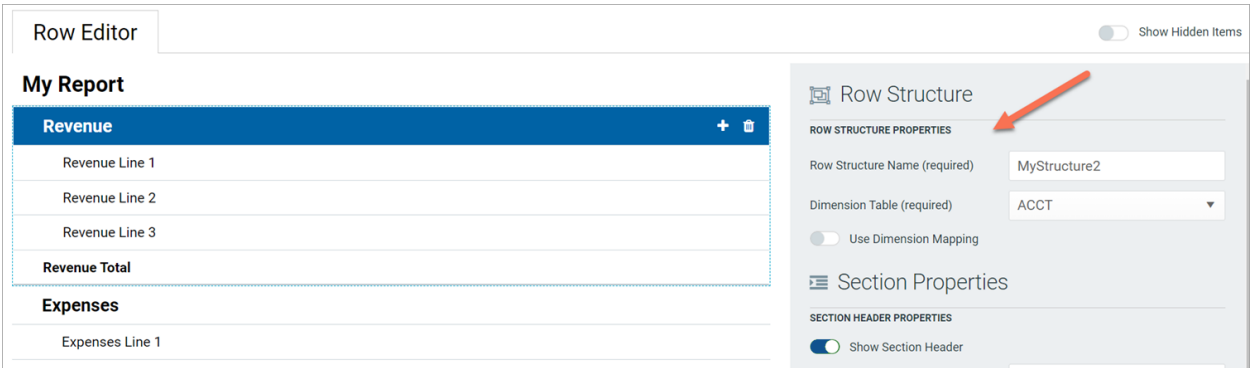 Row Editor
Show Hidden Items
My Report
Revenue
Revenue Line 1
Revenue Line 2
Revenue Line 3
Revenue Total
Expenses
Expenses Line 1
Row Structure
ROW STRUCTURE PROPERTIES
Row Structure Name (required) MyStructure2
Dimension Table (required) ACCT
Use Dimension Mapping
Section Properties
SECTION HEADER PROPERTIES
Show Section Header